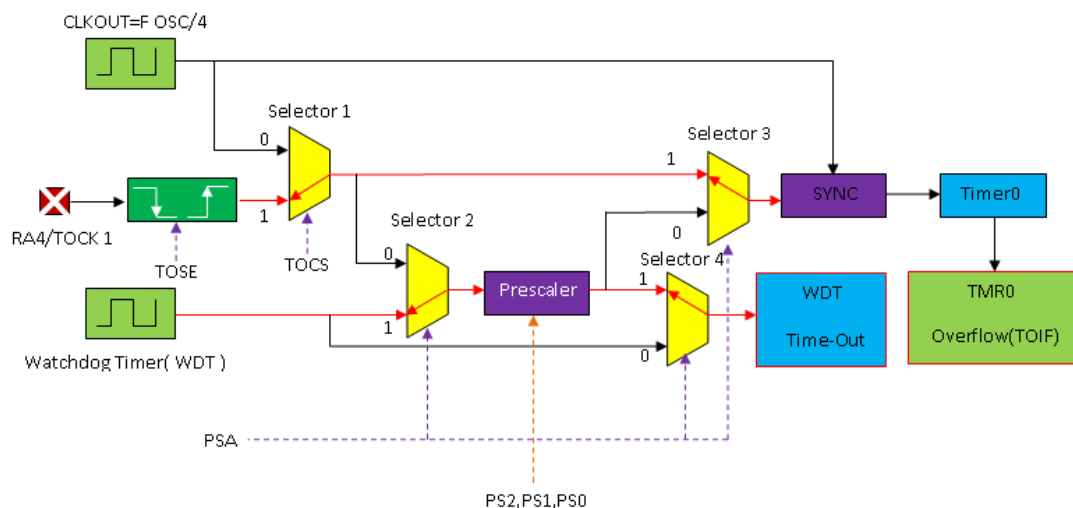 CLKOUT=F OSC/4
Selector 1
0
Selector 3
1
SYNC
Timer0
1
RA4/TOCK 1
TOSE
TOCS
Selector 2
0
0
Selector 4
Prescaler
1
1
0
WDT
Time-Out
TMR0
Overflow(TOIF)
Watchdog Timer( WDT )
PSA
PS2,PS1,PS0